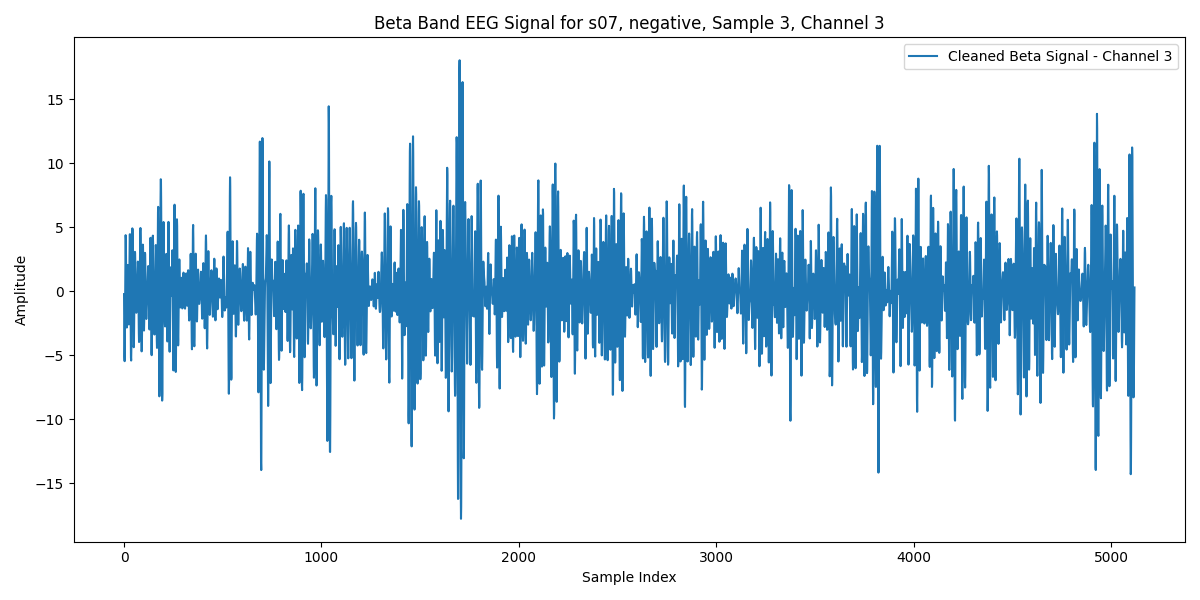 Beta Band EEG Signal for s07, negative, Sample 3, Channel 3
Cleaned Beta Signal - Channel 3
Amplitude
15
10
5
0
−5
−10
−15
0 1000 2000 3000 4000 5000
Sample Index